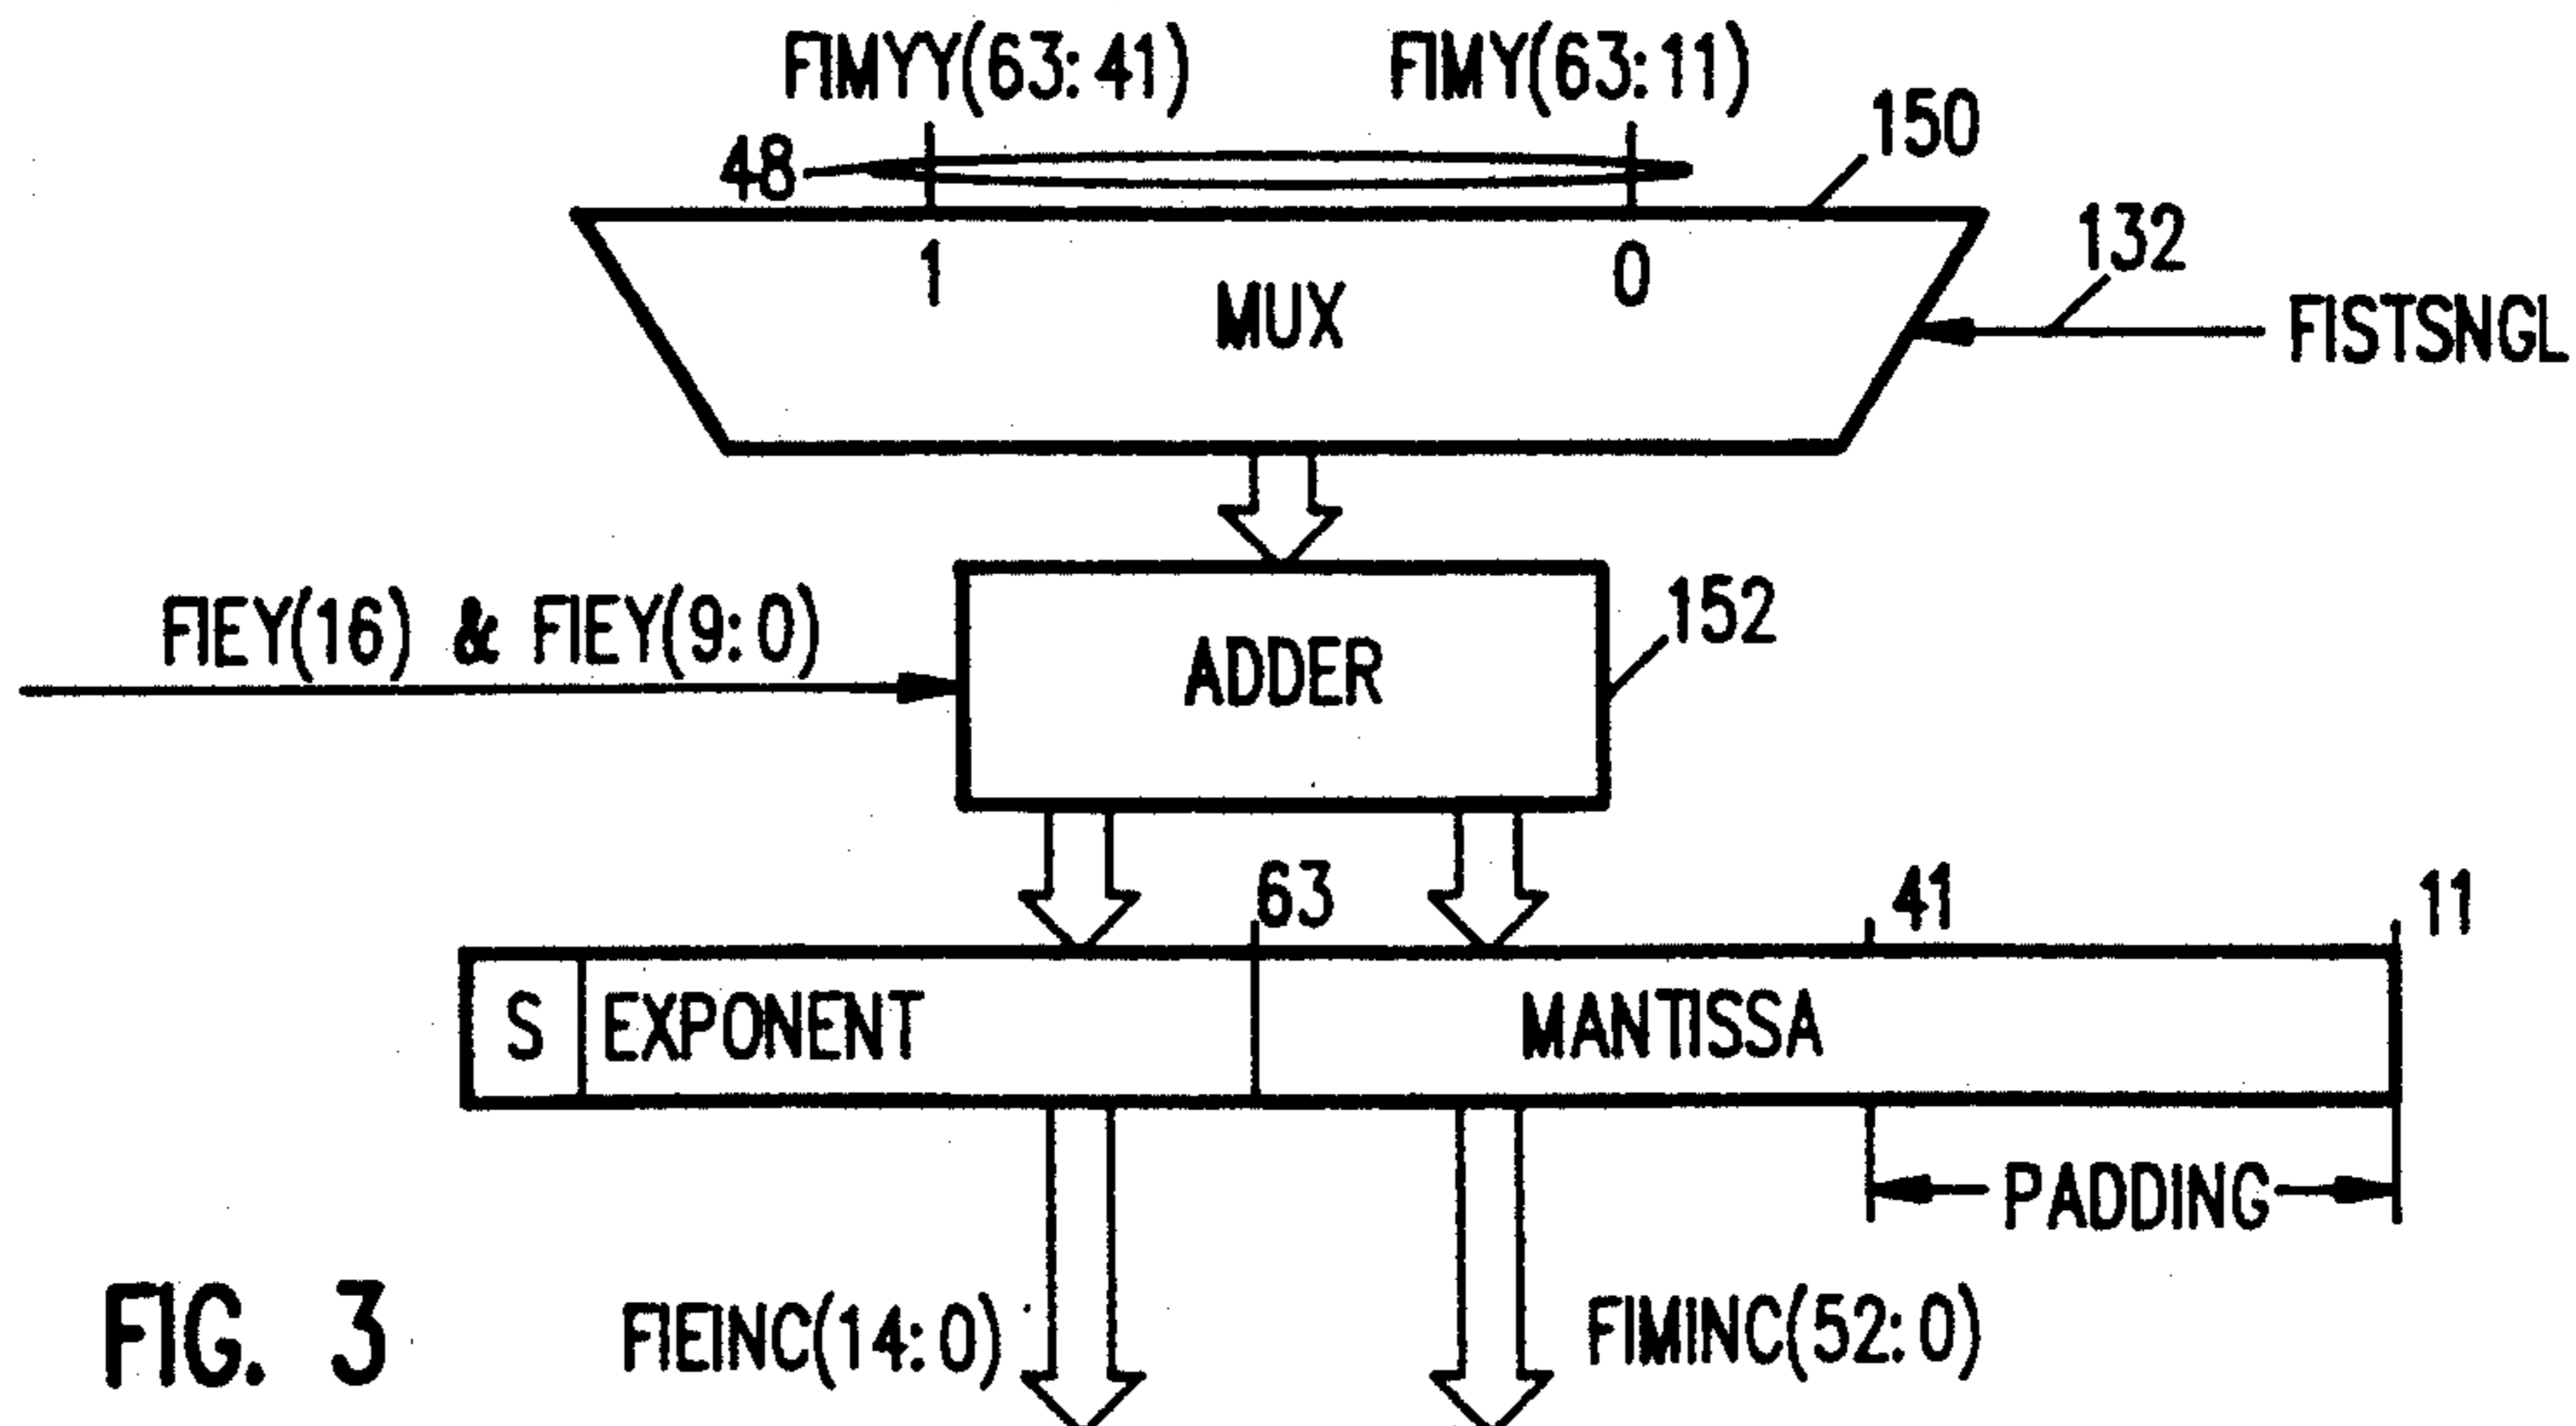 FIMYY(63:41) FIMY(63:11)
48
150
132
1 0
MUX
FISTSNGL
FIEY(16) & FIEY(9:0)
ADDER
152
63
41
11
S EXPONENT MANTISSA
PADDING
FIEINC(14:0) FIMINC(52:0)
FIG. 3